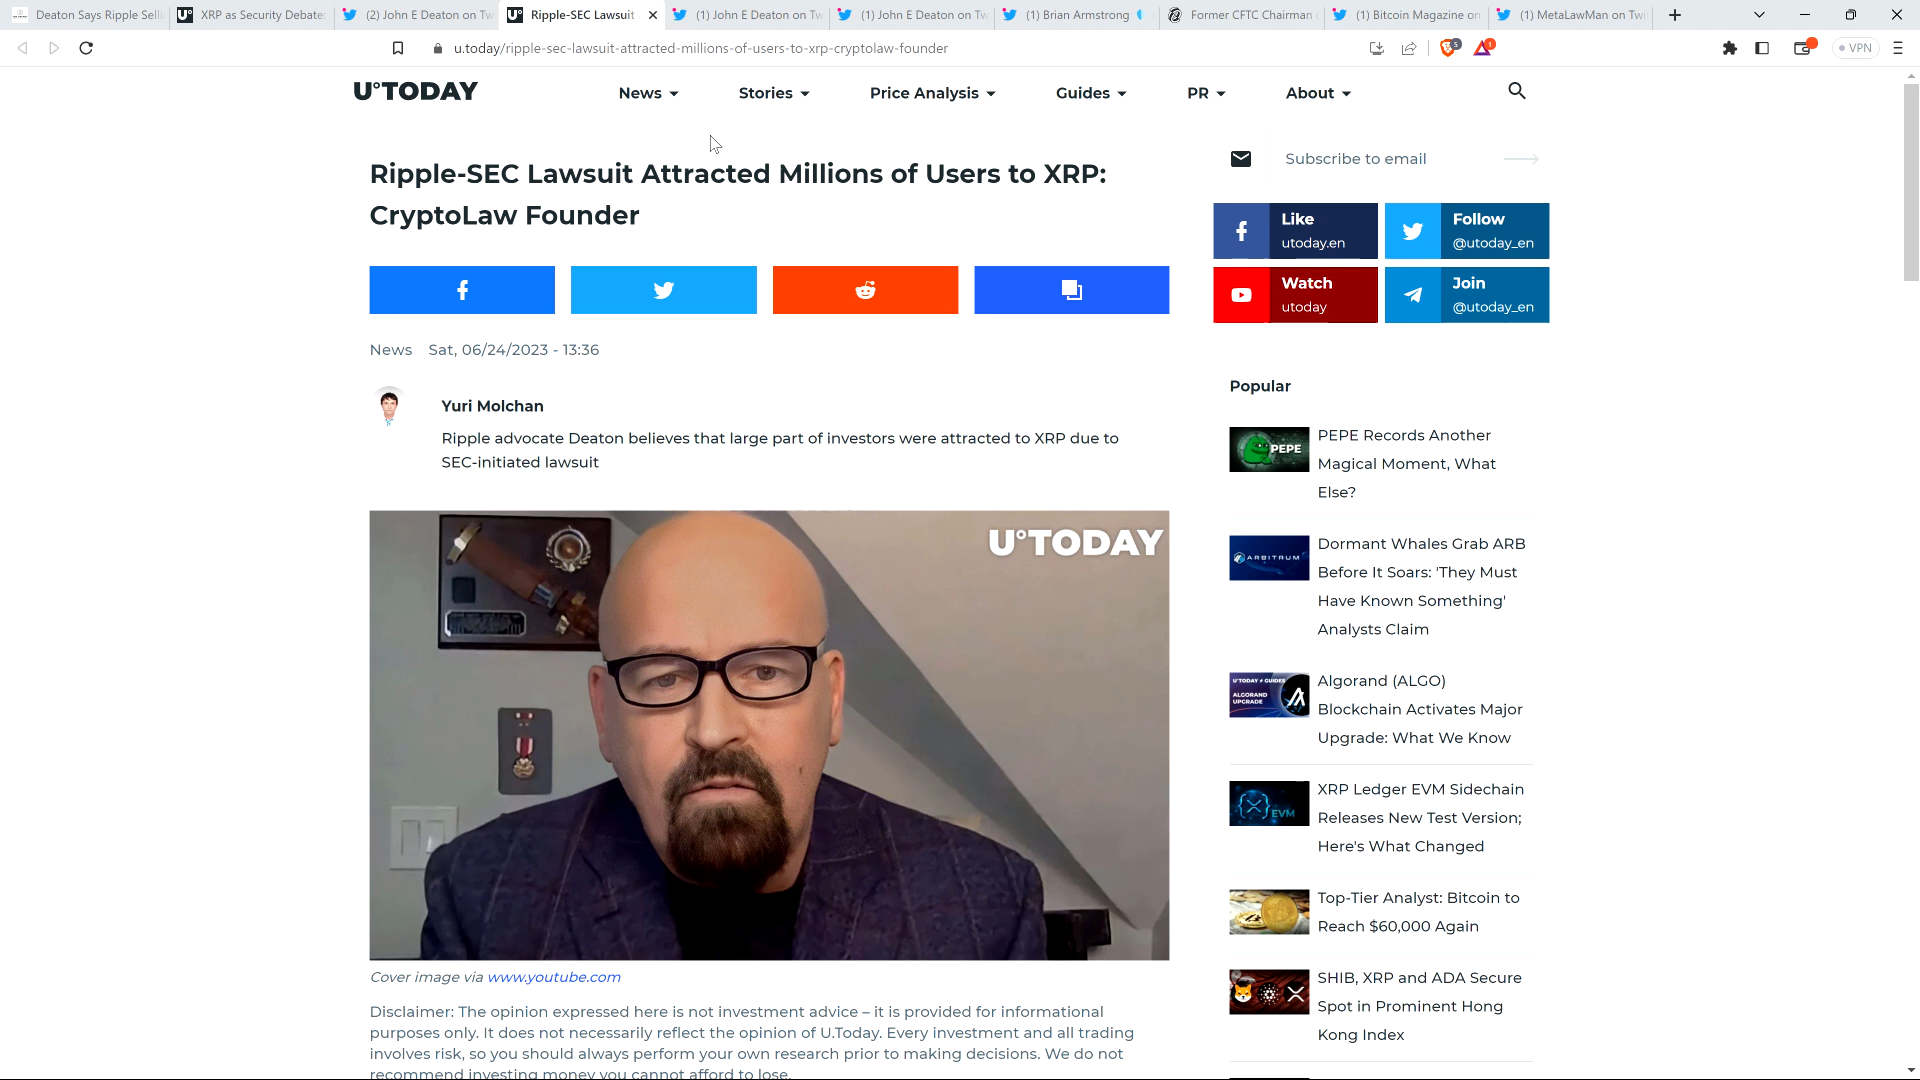 Deaton Says Ripple Selli
XRP as Security Debate:
(2) John E Deaton on Tw
Ripple-SEC Lawsuit
(1) John E Deaton on Tw
(1) John E Deaton on Tw
(1) Brian Armstrong
Former CFTC Chairman
(1) Bitcoin Magazine on
(1) MetaLawMan on Twi
u.today/ripple-sec-lawsuit-attracted-millions-of-users-to-xrp-cryptolaw-founder
5
1
VPN
U°TODAY
News
Stories
Price Analysis
Guides
PR
About
Ripple-SEC Lawsuit Attracted Millions of Users to XRP:
CryptoLaw Founder
News Sat, 06/24/2023 - 13:36
Yuri Molchan
Ripple advocate Deaton believes that large part of investors were attracted to XRP due to
SEC-initiated lawsuit
U°TODAY
Cover image via www.youtube.com
Disclaimer: The opinion expressed here is not investment advice – it is provided for informational
purposes only. It does not necessarily reflect the opinion of U.Today. Every investment and all trading
involves risk, so you should always perform your own research prior to making decisions. We do not
recommend investing money you cannot afford to lose.
Subscribe to email
Like
utoday.en
Follow
@utoday_en
Watch
utoday
Join
@utoday_en
Popular
PEPE
PEPE Records Another
Magical Moment, What
Else?
ARBITRUM
Dormant Whales Grab ARB
Before It Soars: 'They Must
Have Known Something'
Analysts Claim
U°TODAY GUIDES
ALGORAND
UPGRADE
Algorand (ALGO)
Blockchain Activates Major
Upgrade: What We Know
EVM
XRP Ledger EVM Sidechain
Releases New Test Version;
Here's What Changed
Top-Tier Analyst: Bitcoin to
Reach $60,000 Again
SHIB, XRP and ADA Secure
Spot in Prominent Hong
Kong Index